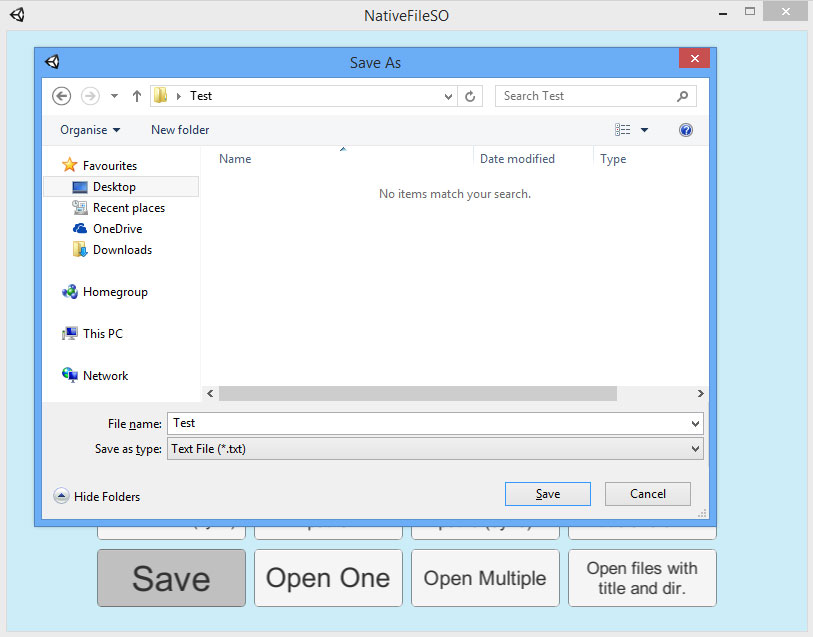 NativeFileSO
Save As
Test
Search Test
Organise
New folder
Name
Date modified
Type
Favourites
Desktop
Recent places
OneDrive
Downloads
Homegroup
This PC
Network
No items match your search.
File name: Test
Save as type: Text File (*.txt)
Hide Folders
Save
Cancel
Save
Open One
Open Multiple
Open files with
title and dir.